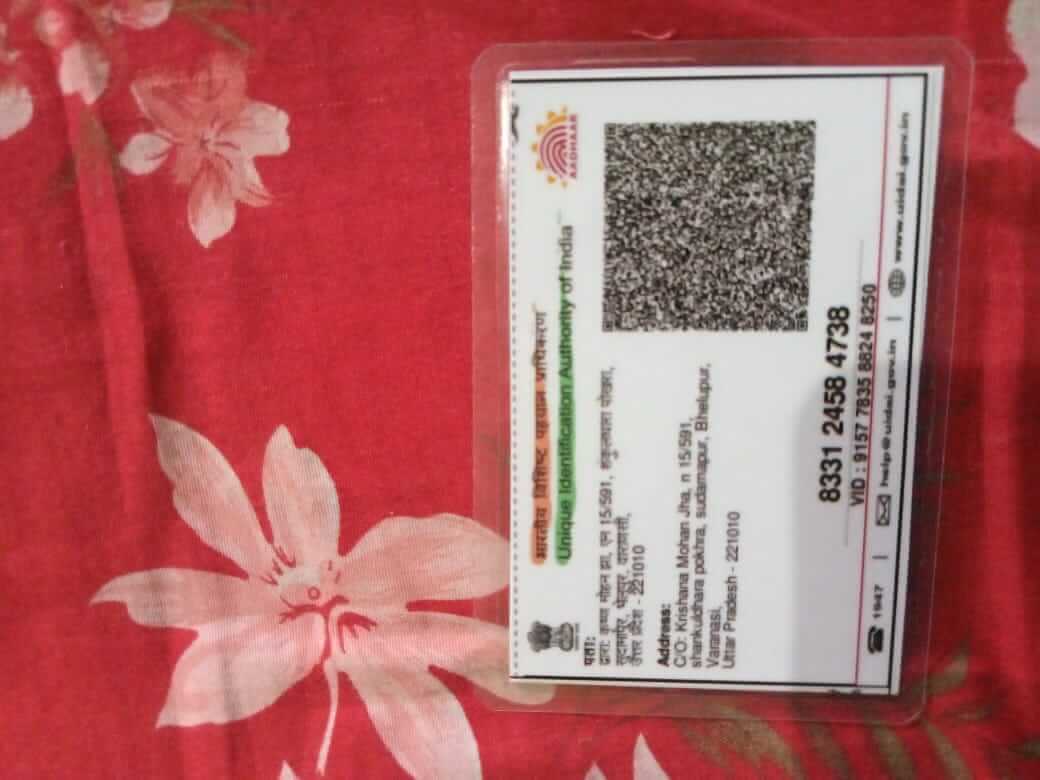 भारतीय विशिष्ट पहचान प्राधिकरण
Unique Identification Authority of India
AADHAAR
पता:
द्वारा: कृष्ण मोहन झा, एन 15/591, शंकुलधारा पोखरा,
सुदामापुर, भेलूपुर, वाराणसी,
उत्तर प्रदेश - 221010
Address:
C/O: Krishana Mohan Jha, n 15/591,
shankuldhara pokhra, sudamapur, Bhelupur,
Varanasi,
Uttar Pradesh - 221010
8331 2458 4738
VID : 9157 7835 8824 8250
1947 | help@uidai.gov.in | www.uidai.gov.in